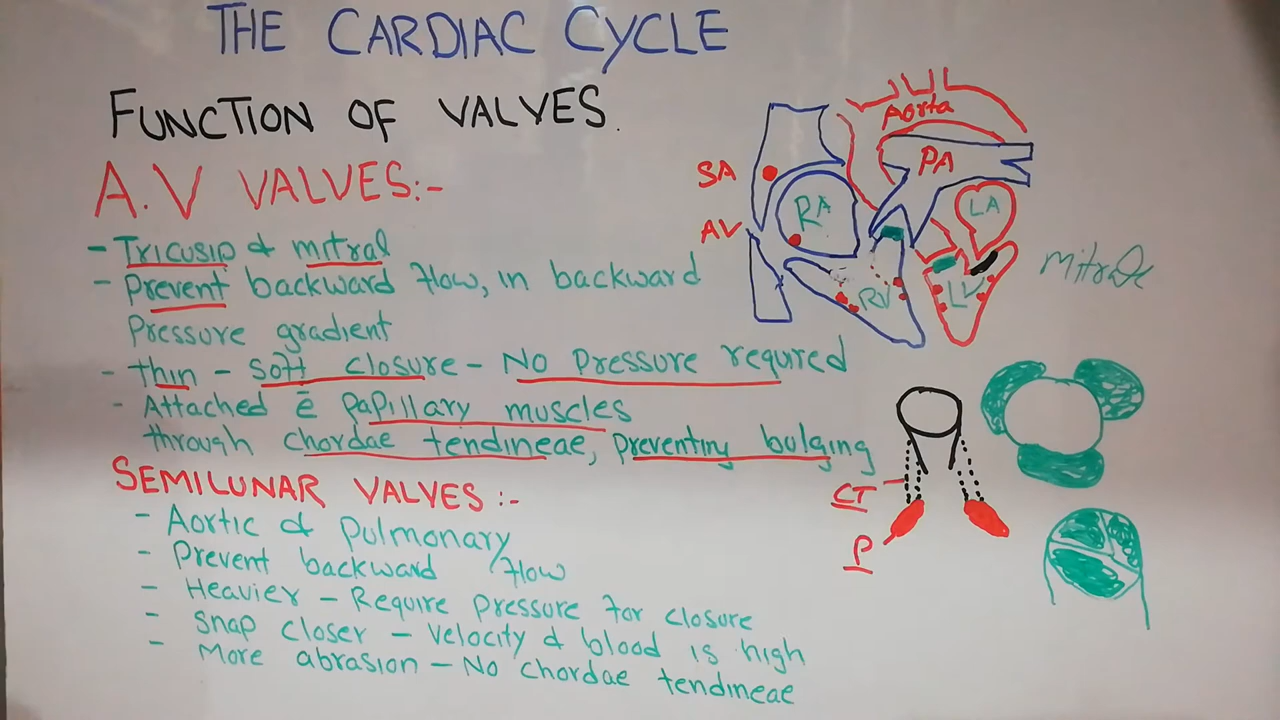 THE CARDIAC CYCLE
FUNCTION OF VALVES.
A.V VALVES:-
- Tricusip & mitral
- Prevent backward flow, in backward
Pressure gradient
- thin - Soft closure - No Pressure required
- Attached c̄ papillary muscles
through chordae tendineae, preventing bulging
SEMILUNAR VALVES :-
- Aortic & Pulmonary
- Prevent backward flow
- Heavier - Require pressure for closure
- Snap closer - Velocity & blood is high
- More abrasion - No chordae tendineae
Aorta
PA
SA
RA
LA
AV
RV
LV
mitral
CT
P